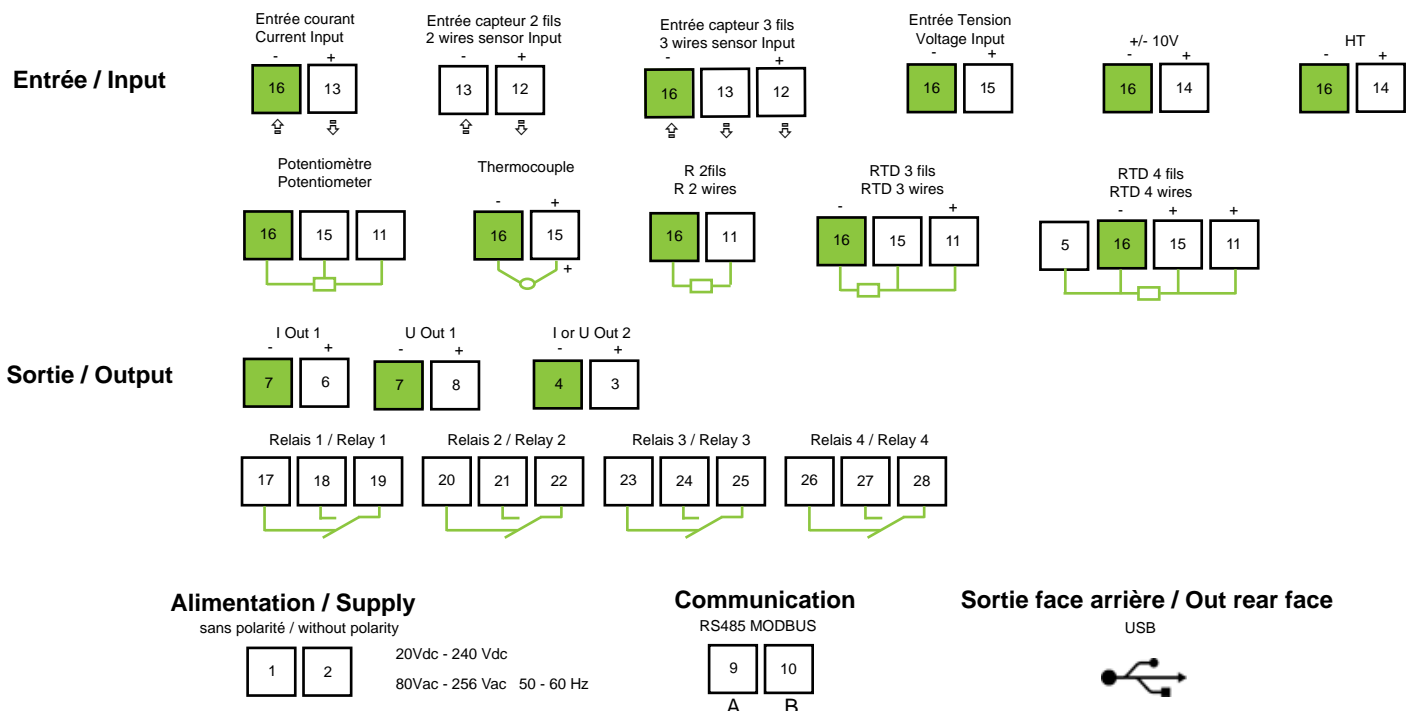 Entrée / Input
Entrée courant
Current Input
- +
16 13
Entrée capteur 2 fils
2 wires sensor Input
- +
13 12
Entrée capteur 3 fils
3 wires sensor Input
- +
16 13 12
Entrée Tension
Voltage Input
- +
16 15
+/- 10V
- +
16 14
HT
- +
16 14
Potentiomètre
Potentiometer
16 15 11
Thermocouple
- +
16 15
+
R 2fils
R 2 wires
16 11
RTD 3 fils
RTD 3 wires
- +
16 15 11
RTD 4 fils
RTD 4 wires
- + +
5 16 15 11
Sortie / Output
I Out 1
- +
7 6
U Out 1
- +
7 8
I or U Out 2
- +
4 3
Relais 1 / Relay 1
17 18 19
Relais 2 / Relay 2
20 21 22
Relais 3 / Relay 3
23 24 25
Relais 4 / Relay 4
26 27 28
Alimentation / Supply
sans polarité / without polarity
1 2
20Vdc - 240 Vdc
80Vac - 256 Vac 50 - 60 Hz
Communication
RS485 MODBUS
9 10
A B
Sortie face arrière / Out rear face
USB